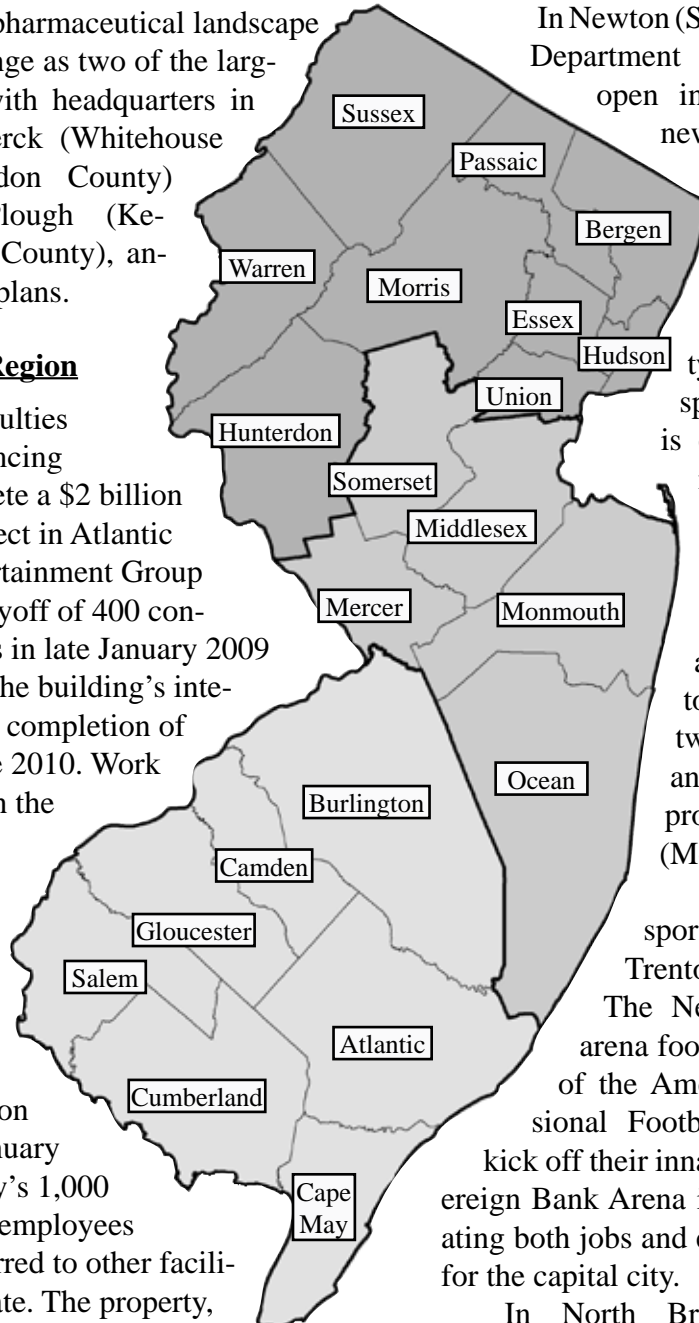 pharmaceutical landscape
nge as two of the larg-
with headquarters in
erck (Whitehouse
don County)
Plough (Ke-
County), an-
plans.
Region
ulties
ncing
ete a $2 billion
ect in Atlantic
rtainment Group
yoff of 400 con-
s in late January 2009
the building's inte-
completion of
e 2010. Work
n the
on
nuary
y's 1,000
employees
rred to other facili-
ate. The property,
Sussex
Passaic
Bergen
Warren
Morris
Essex
Hudson
Union
Hunterdon
Somerset
Middlesex
Mercer
Monmouth
Ocean
Burlington
Camden
Gloucester
Salem
Atlantic
Cumberland
Cape
May
In Newton (S
Department
open in
new
ty
sp
is
a
to
tw
an
pro
(M
spor
Trento
The Ne
arena foo
of the Am
sional Footb
kick off their inna
ereign Bank Arena
ating both jobs and
for the capital city.
In North Br